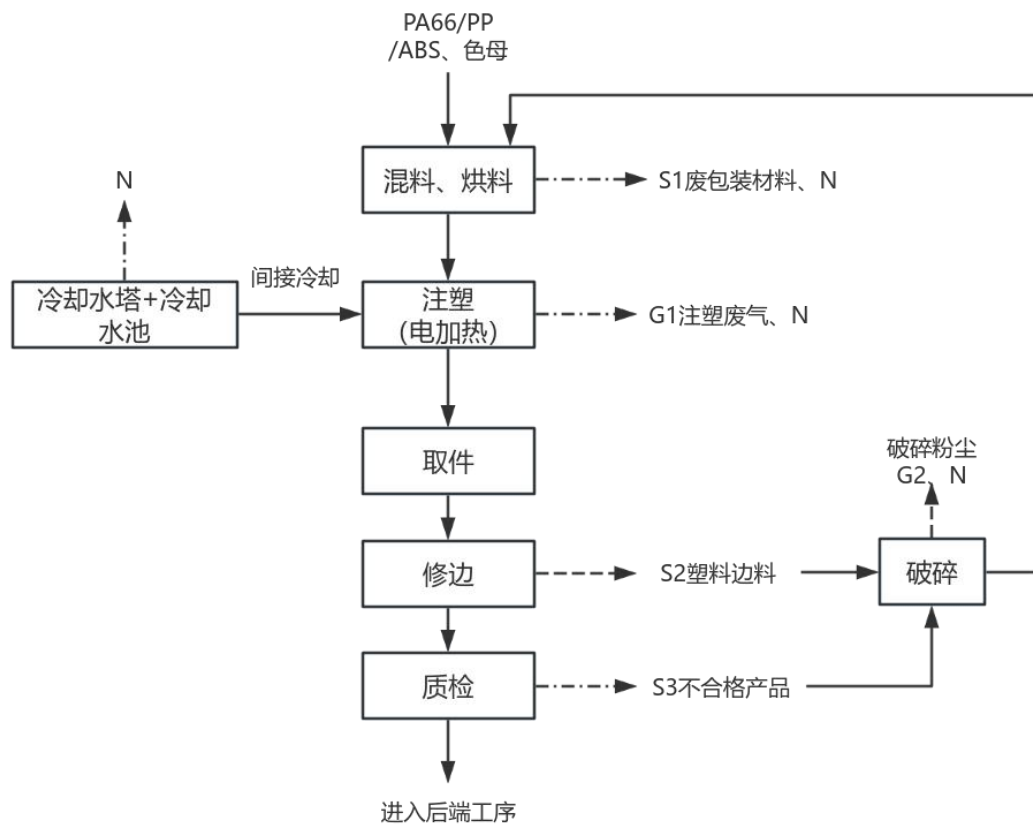 PA66/PP
/ABS、色母
混料、烘料
S1废包装材料、N
N
冷却水塔+冷却
水池
间接冷却
注塑
(电加热)
G1注塑废气、N
取件
破碎粉尘
G2、N
修边
S2塑料边料
破碎
质检
S3不合格产品
进入后端工序